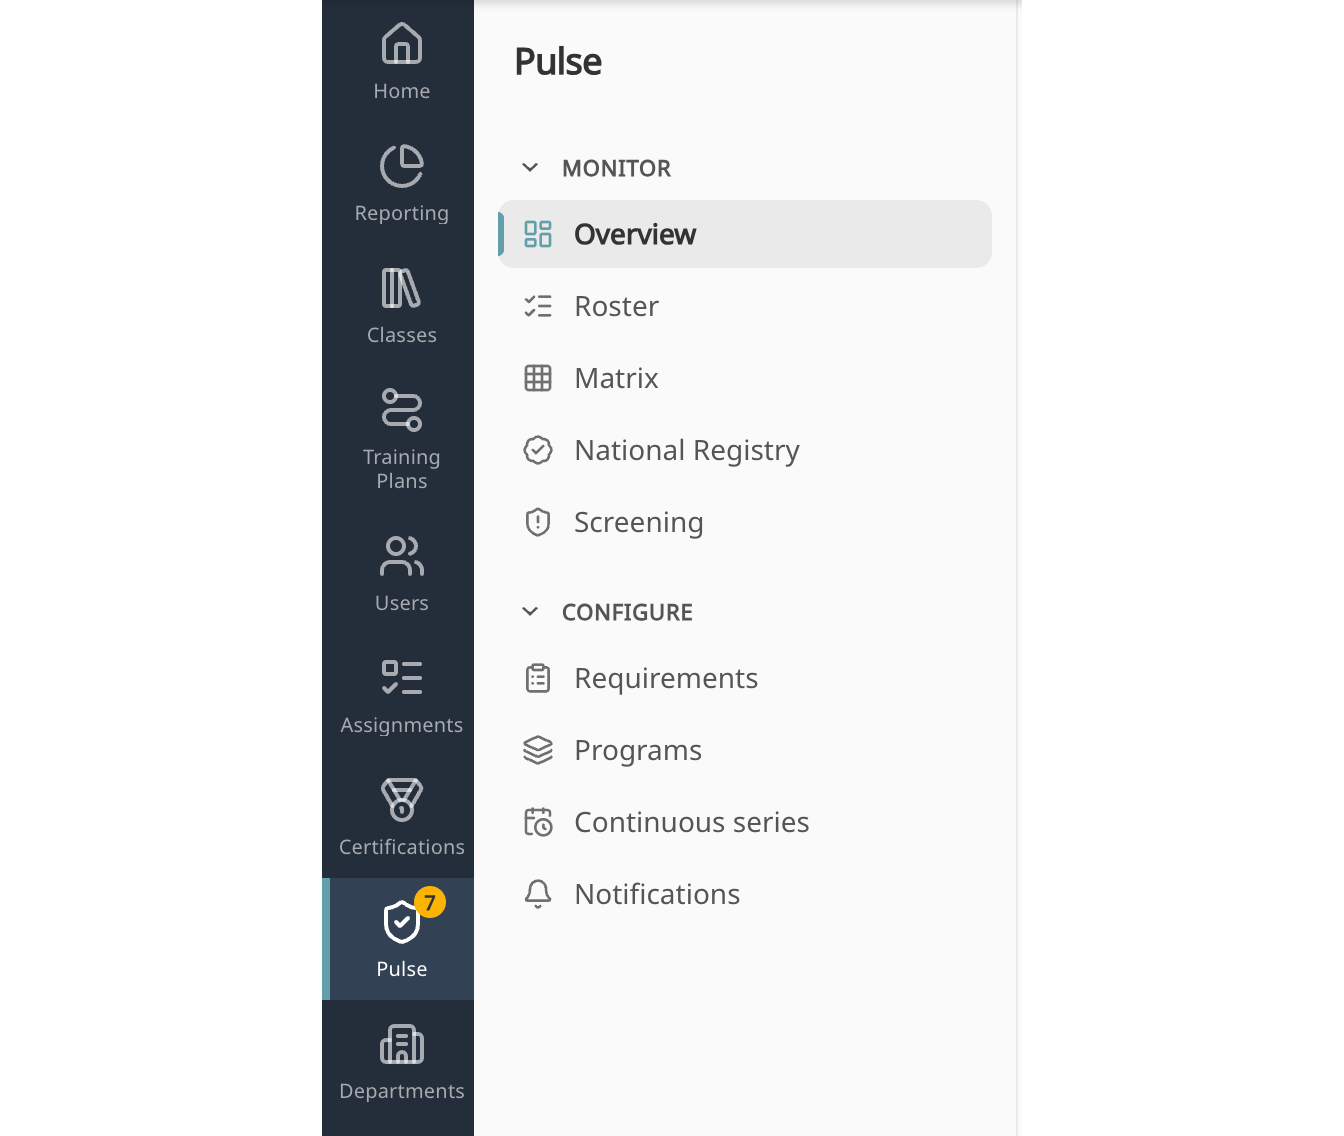 Home
Reporting
Classes
Training
Plans
Users
Assignments
Certifications
7
Pulse
Departments
Pulse
MONITOR
Overview
Roster
Matrix
National Registry
Screening
CONFIGURE
Requirements
Programs
Continuous series
Notifications